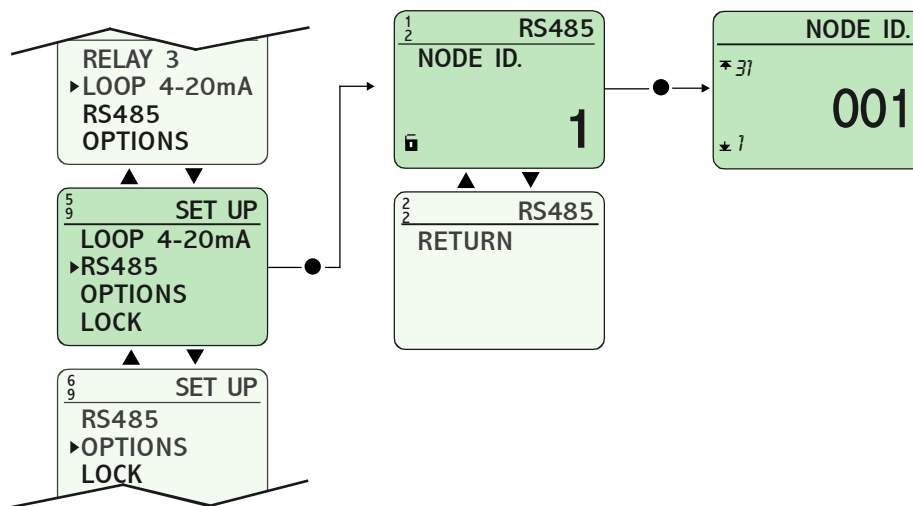 RELAY 3
▸LOOP 4-20mA
RS485
OPTIONS
5
9 SET UP
LOOP 4-20mA
▸RS485
OPTIONS
LOCK
6
9 SET UP
RS485
▸OPTIONS
LOCK
1
2 RS485
NODE ID.
1
2
2 RS485
RETURN
NODE ID.
31
001
1